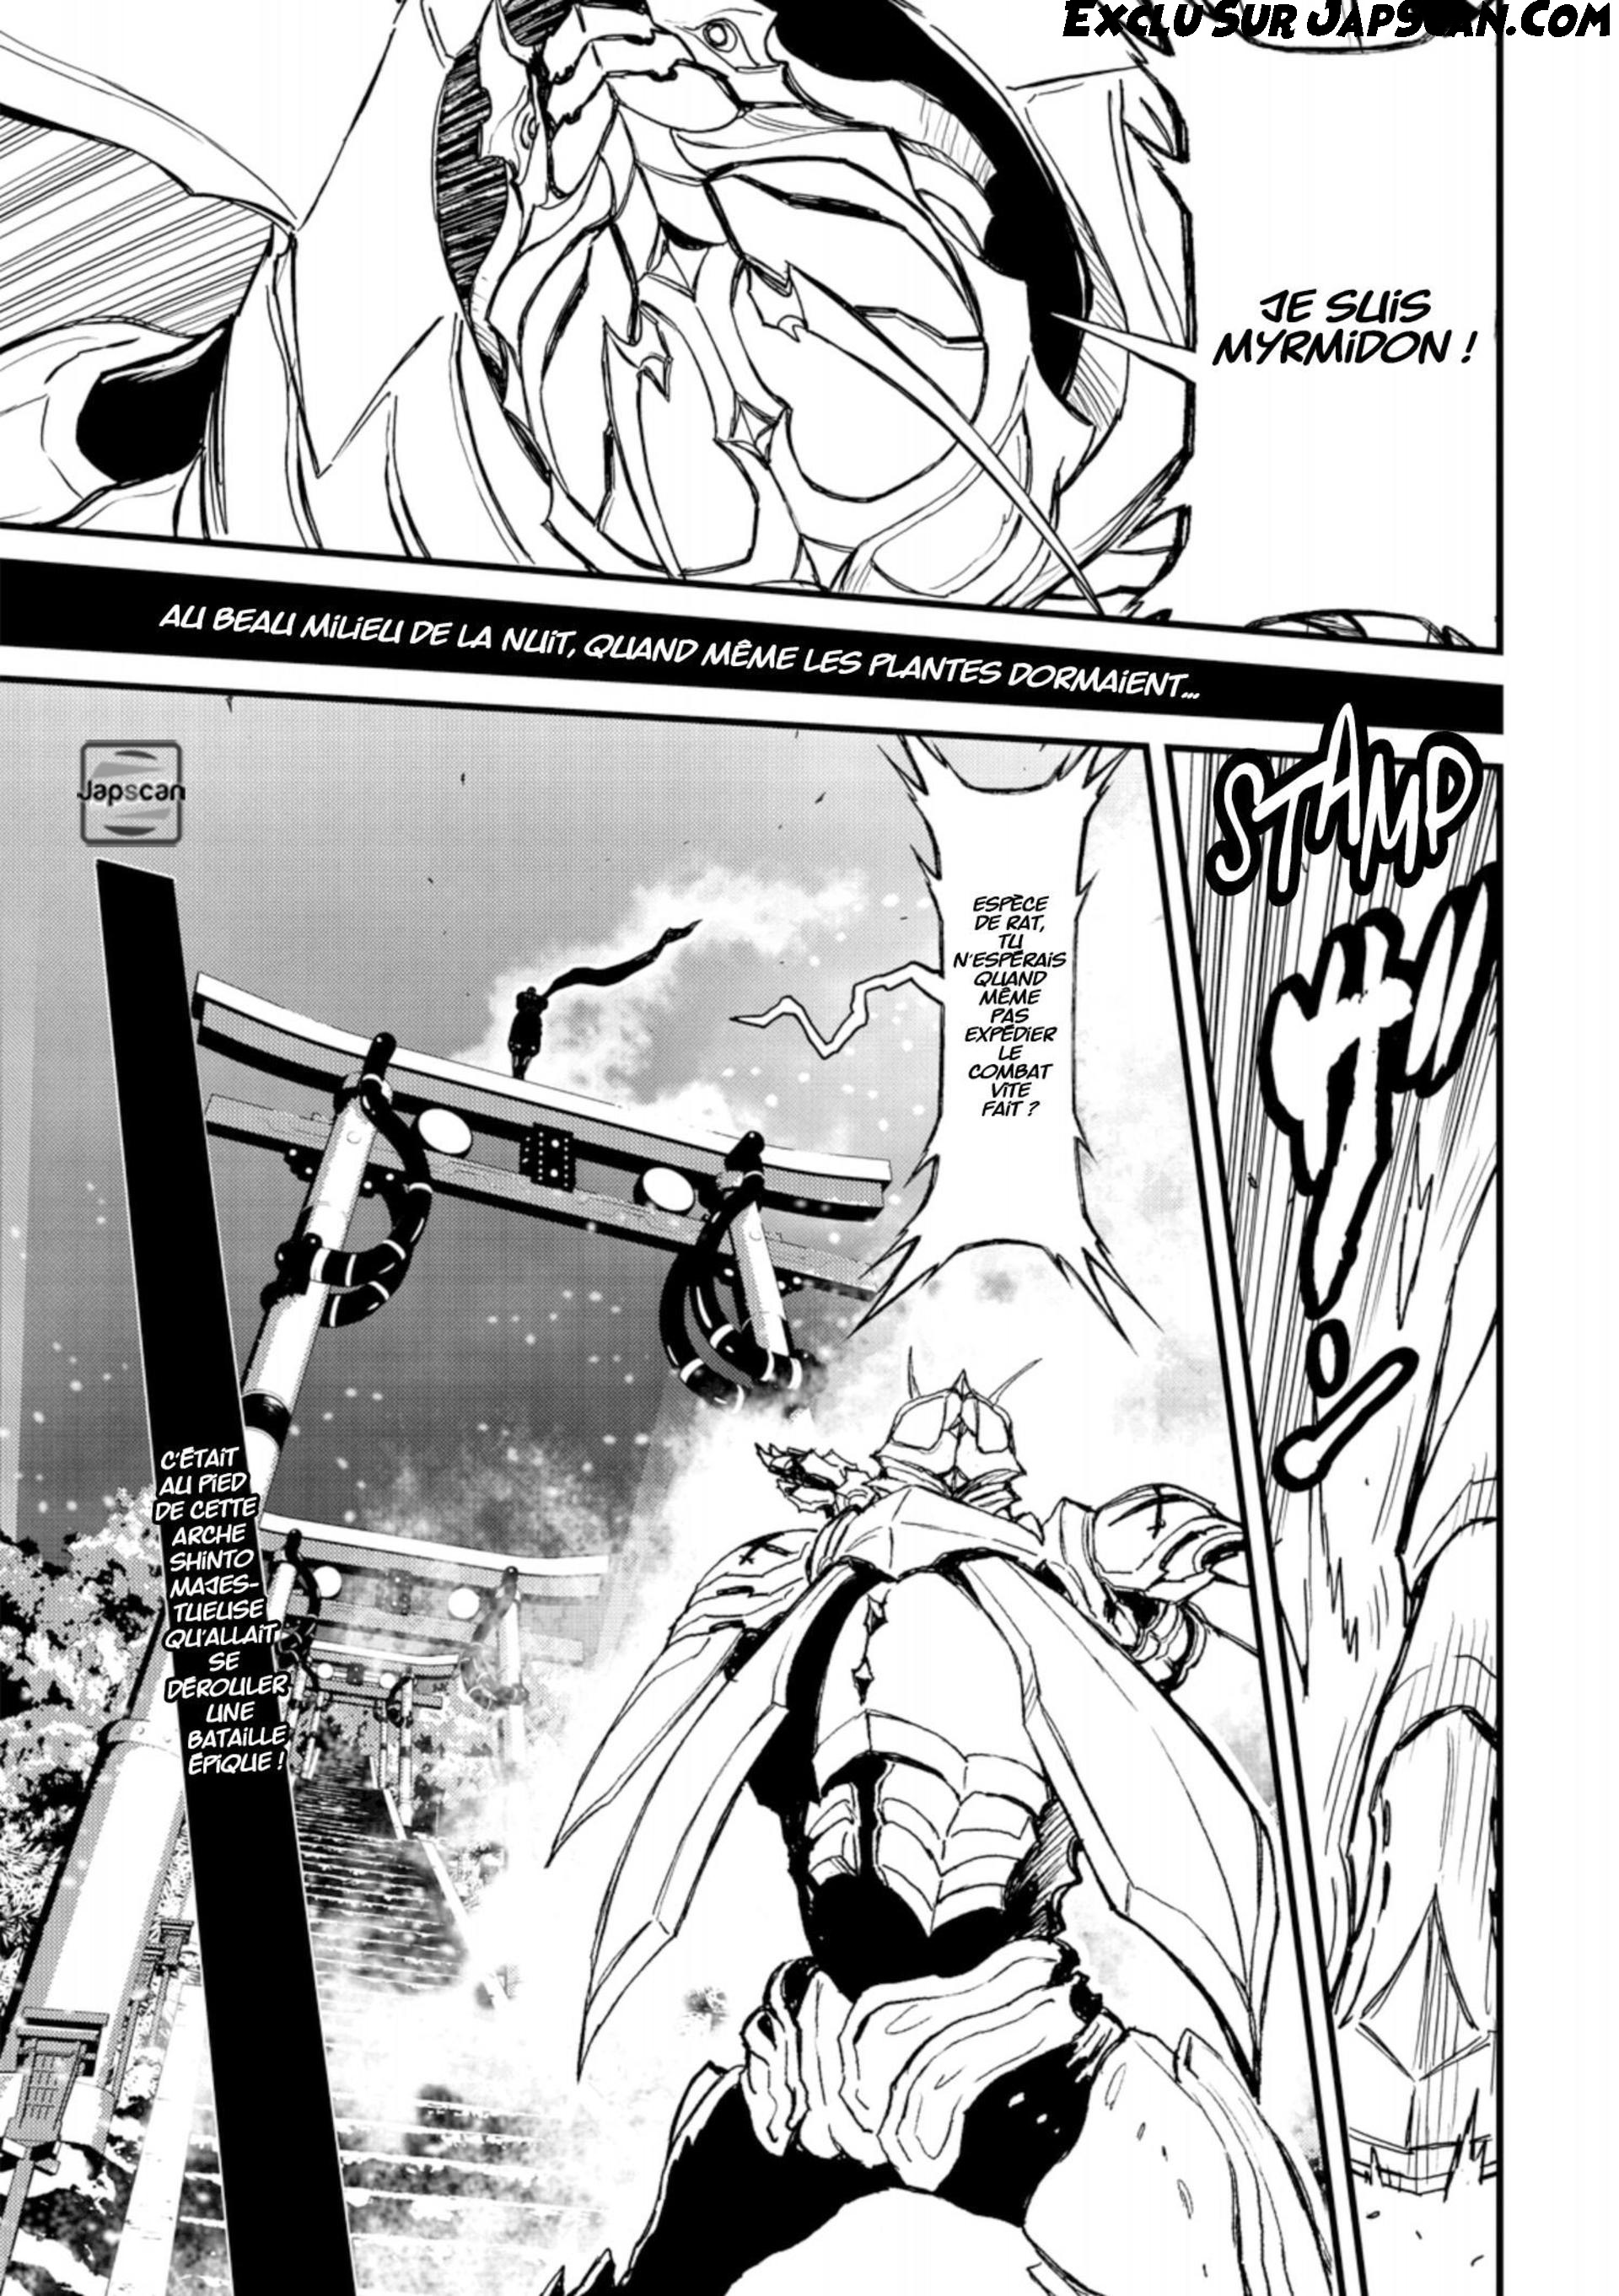 EXCLU SUR JAPSCAN.COM
JE SUIS
MYRMIDON !
AU BEAU MILIEU DE LA NUIT, QUAND MÊME LES PLANTES DORMAIENT...
STAMP
ザッ!
Japscan
ESPÈCE
DE RAT,
TU
N'ESPÉRAIS
QUAND
MÊME
PAS
EXPÉDIER
LE
COMBAT
VITE
FAIT ?
C'ÉTAIT
AU PIED
DE CETTE
ARCHE
SHINTO
MAJES-
TUEUSE
QU'ALLAIT
SE
DÉROULER
UNE
BATAILLE
ÉPIQUE !